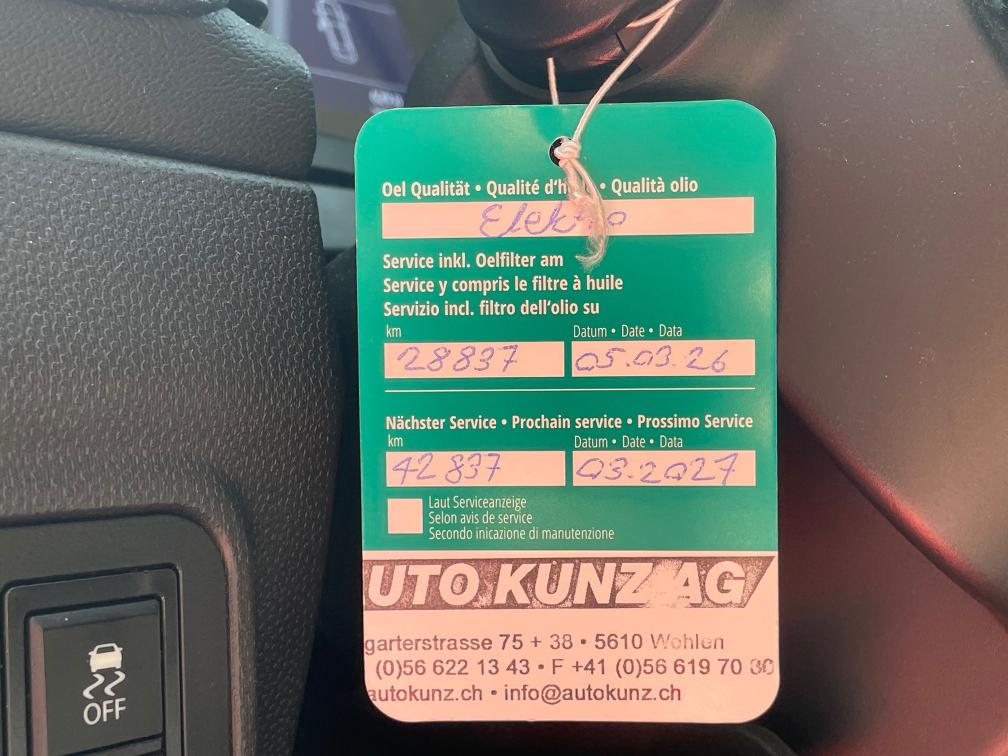 Oel Qualität • Qualité d'h • Qualità olio
Elektro
Service inkl. Oelfilter am
Service y compris le filtre à huile
Servizio incl. filtro dell'olio su
km Datum • Date • Data
28837 05.03.26
Nächster Service • Prochain service • Prossimo Service
km Datum • Date • Data
42837 03.2027
Laut Serviceanzeige
Selon avis de service
Secondo inicazione di manutenzione
UTO KUNZ AG
garterstrasse 75 + 38 • 5610 Wohlen
(0)56 622 13 43 • F +41 (0)56 619 70 80
autokunz.ch • info@autokunz.ch
OFF